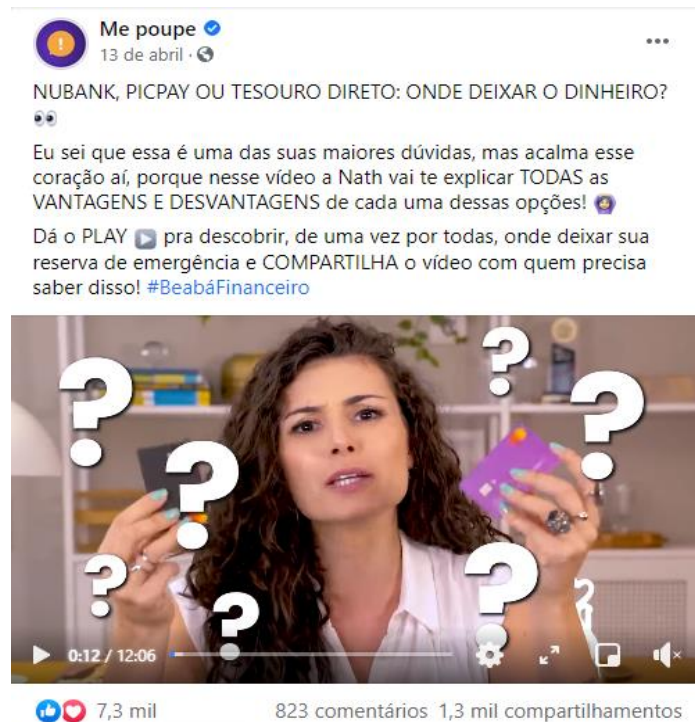 Me poupe
13 de abril
NUBANK, PICPAY OU TESOURO DIRETO: ONDE DEIXAR O DINHEIRO?
Eu sei que essa é uma das suas maiores dúvidas, mas acalma esse
coração aí, porque nesse vídeo a Nath vai te explicar TODAS as
VANTAGENS E DESVANTAGENS de cada uma dessas opções!
Dá o PLAY ▶️ pra descobrir, de uma vez por todas, onde deixar sua
reserva de emergência e COMPARTILHA o vídeo com quem precisa
saber disso! #BeabáFinanceiro
? ? ? ? ? ? ?
0:12 / 12:06
7,3 mil 823 comentários 1,3 mil compartilhamentos